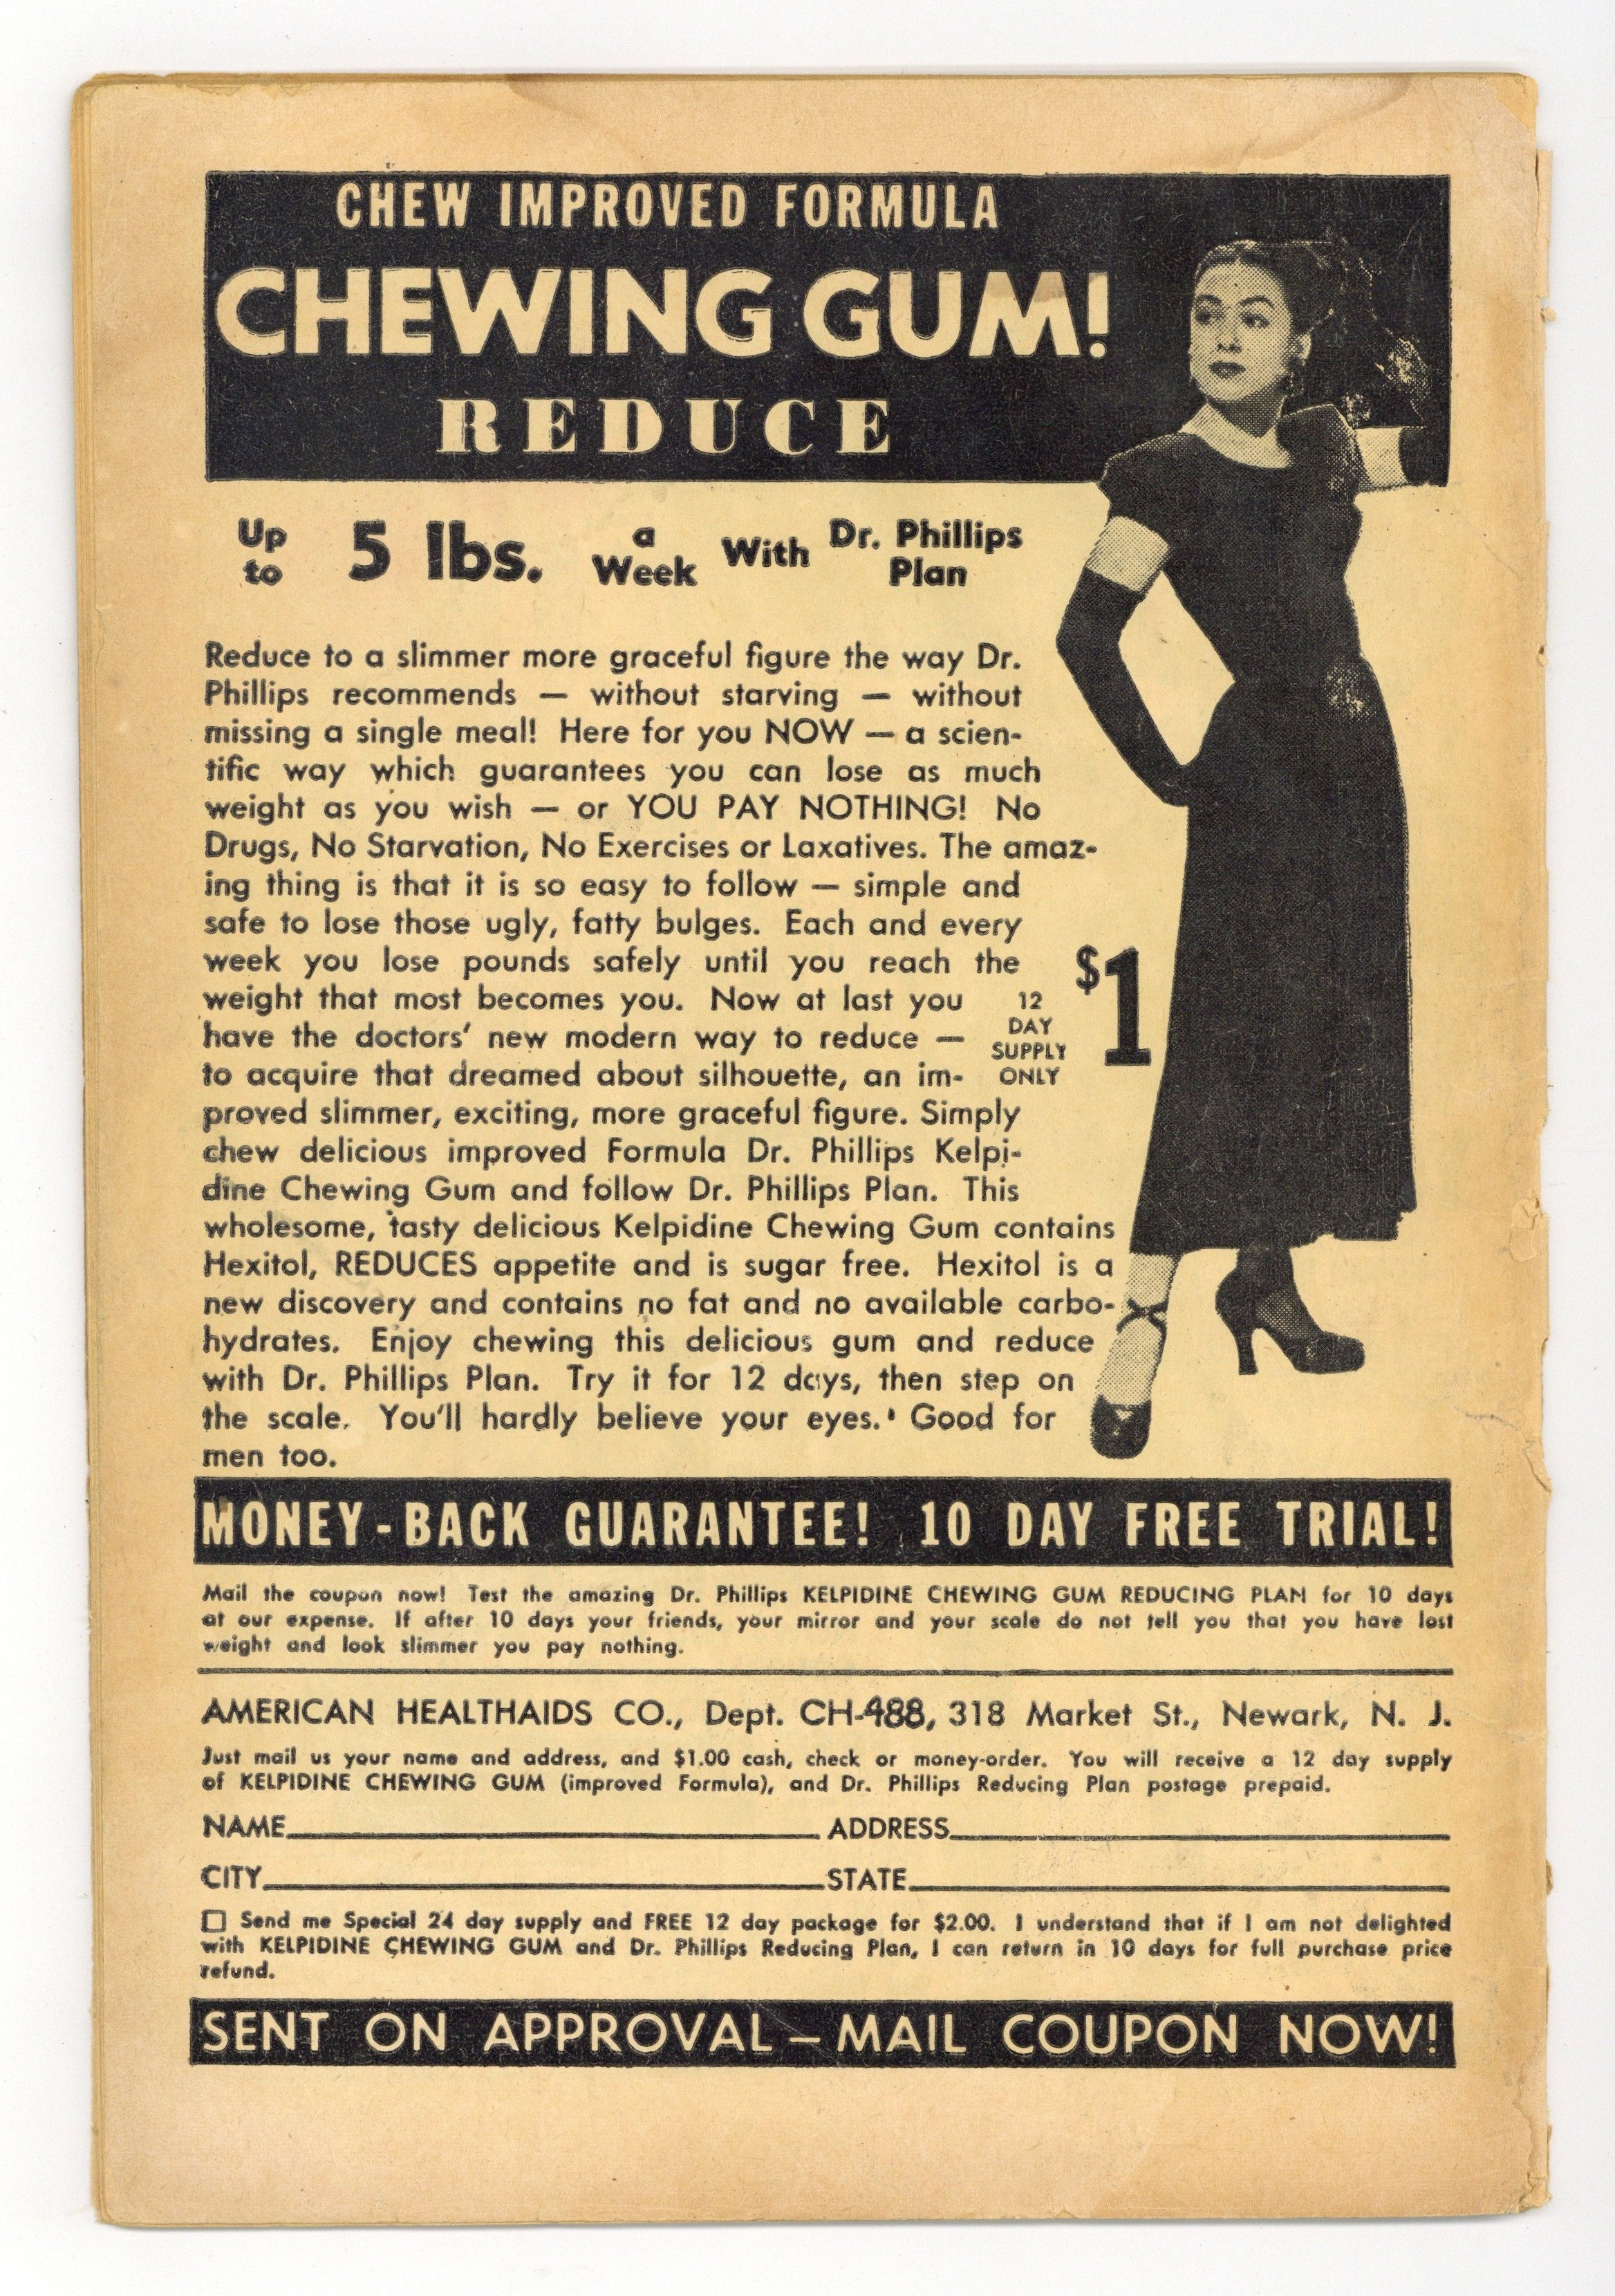 CHEW IMPROVED FORMULA
CHEWING GUM!
REDUCE
Up to 5 lbs. a Week With Dr. Phillips Plan
Reduce to a slimmer more graceful figure the way Dr.
Phillips recommends — without starving — without
missing a single meal! Here for you NOW — a scien-
tific way which guarantees you can lose as much
weight as you wish — or YOU PAY NOTHING! No
Drugs, No Starvation, No Exercises or Laxatives. The amaz-
ing thing is that it is so easy to follow — simple and
safe to lose those ugly, fatty bulges. Each and every
week you lose pounds safely until you reach the
weight that most becomes you. Now at last you
have the doctors' new modern way to reduce —
to acquire that dreamed about silhouette, an im-
proved slimmer, exciting, more graceful figure. Simply
chew delicious improved Formula Dr. Phillips Kelpi-
dine Chewing Gum and follow Dr. Phillips Plan. This
wholesome, tasty delicious Kelpidine Chewing Gum contains
Hexitol, REDUCES appetite and is sugar free. Hexitol is a
new discovery and contains no fat and no available carbo-
hydrates. Enjoy chewing this delicious gum and reduce
with Dr. Phillips Plan. Try it for 12 days, then step on
the scale. You'll hardly believe your eyes. Good for
men too.
12
DAY
SUPPLY
ONLY
$1
MONEY-BACK GUARANTEE! 10 DAY FREE TRIAL!
Mail the coupon now! Test the amazing Dr. Phillips KELPIDINE CHEWING GUM REDUCING PLAN for 10 days
at our expense. If after 10 days your friends, your mirror and your scale do not tell you that you have lost
weight and look slimmer you pay nothing.
AMERICAN HEALTHAIDS CO., Dept. CH-488, 318 Market St., Newark, N. J.
Just mail us your name and address, and $1.00 cash, check or money-order. You will receive a 12 day supply
of KELPIDINE CHEWING GUM (improved Formula), and Dr. Phillips Reducing Plan postage prepaid.
NAME ADDRESS
CITY STATE
☐ Send me Special 24 day supply and FREE 12 day package for $2.00. I understand that if I am not delighted
with KELPIDINE CHEWING GUM and Dr. Phillips Reducing Plan, I can return in 10 days for full purchase price
refund.
SENT ON APPROVAL — MAIL COUPON NOW!